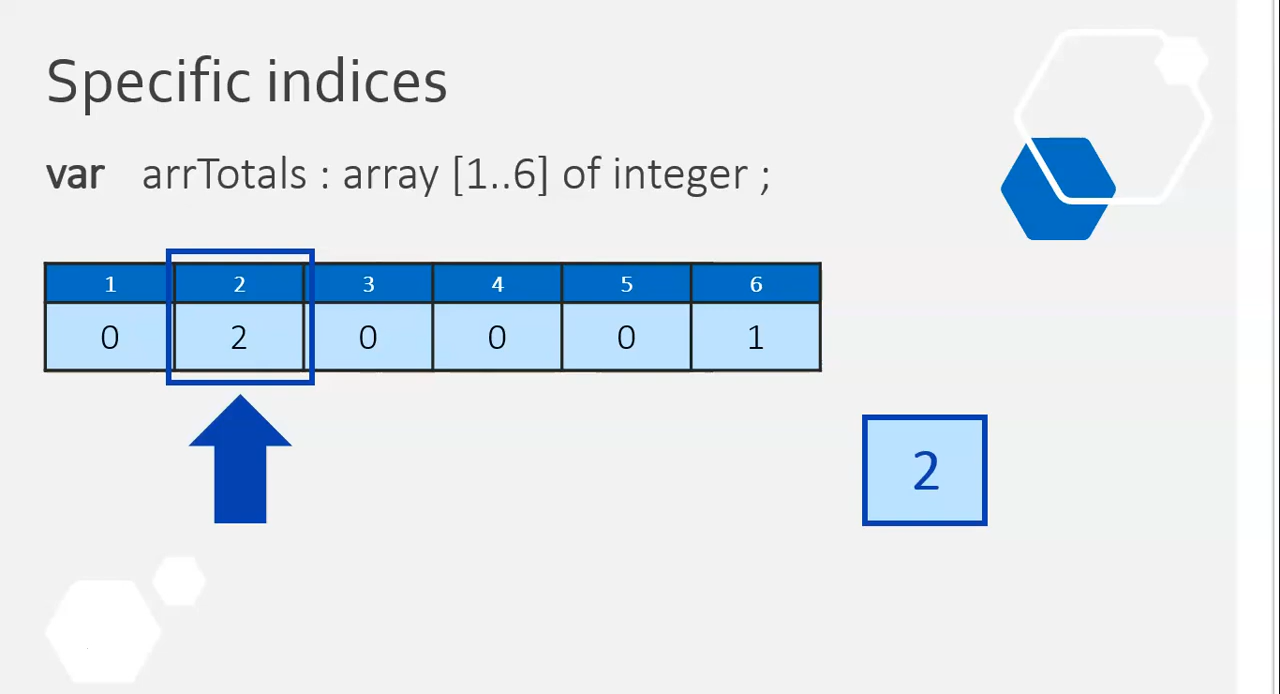 Specific indices
var arrTotals : array [1..6] of integer ;
1 2 3 4 5 6
0 2 0 0 0 1
2